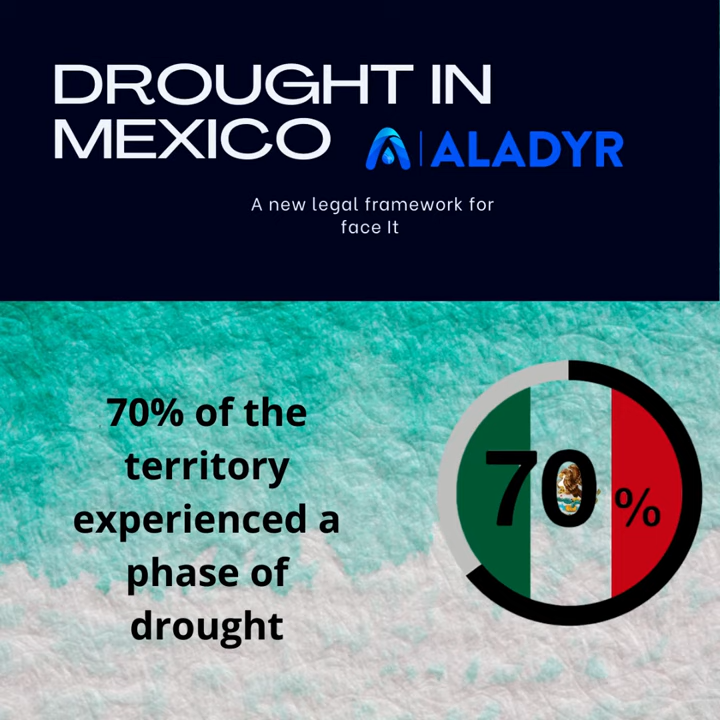 DROUGHT IN
MEXICO
ALADYR
A new legal framework for
face It
70% of the
territory
experienced a
phase of
drought
70 %